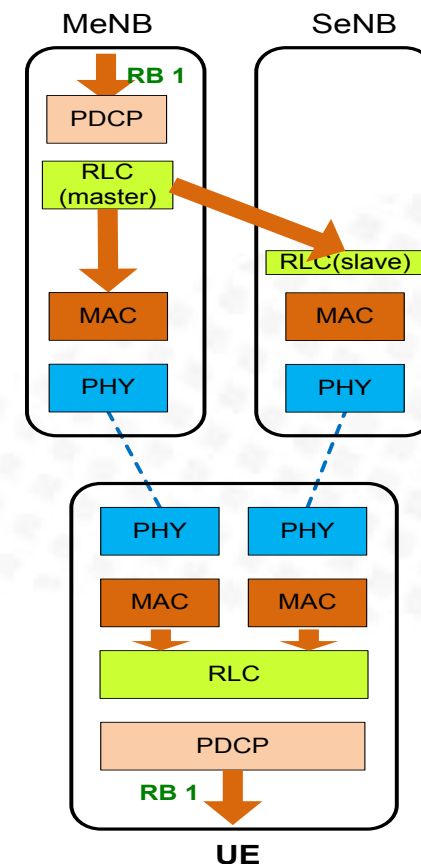 MeNB
SeNB
RB 1
PDCP
RLC
(master)
RLC(slave)
MAC
MAC
PHY
PHY
PHY
PHY
MAC
MAC
RLC
PDCP
RB 1
UE